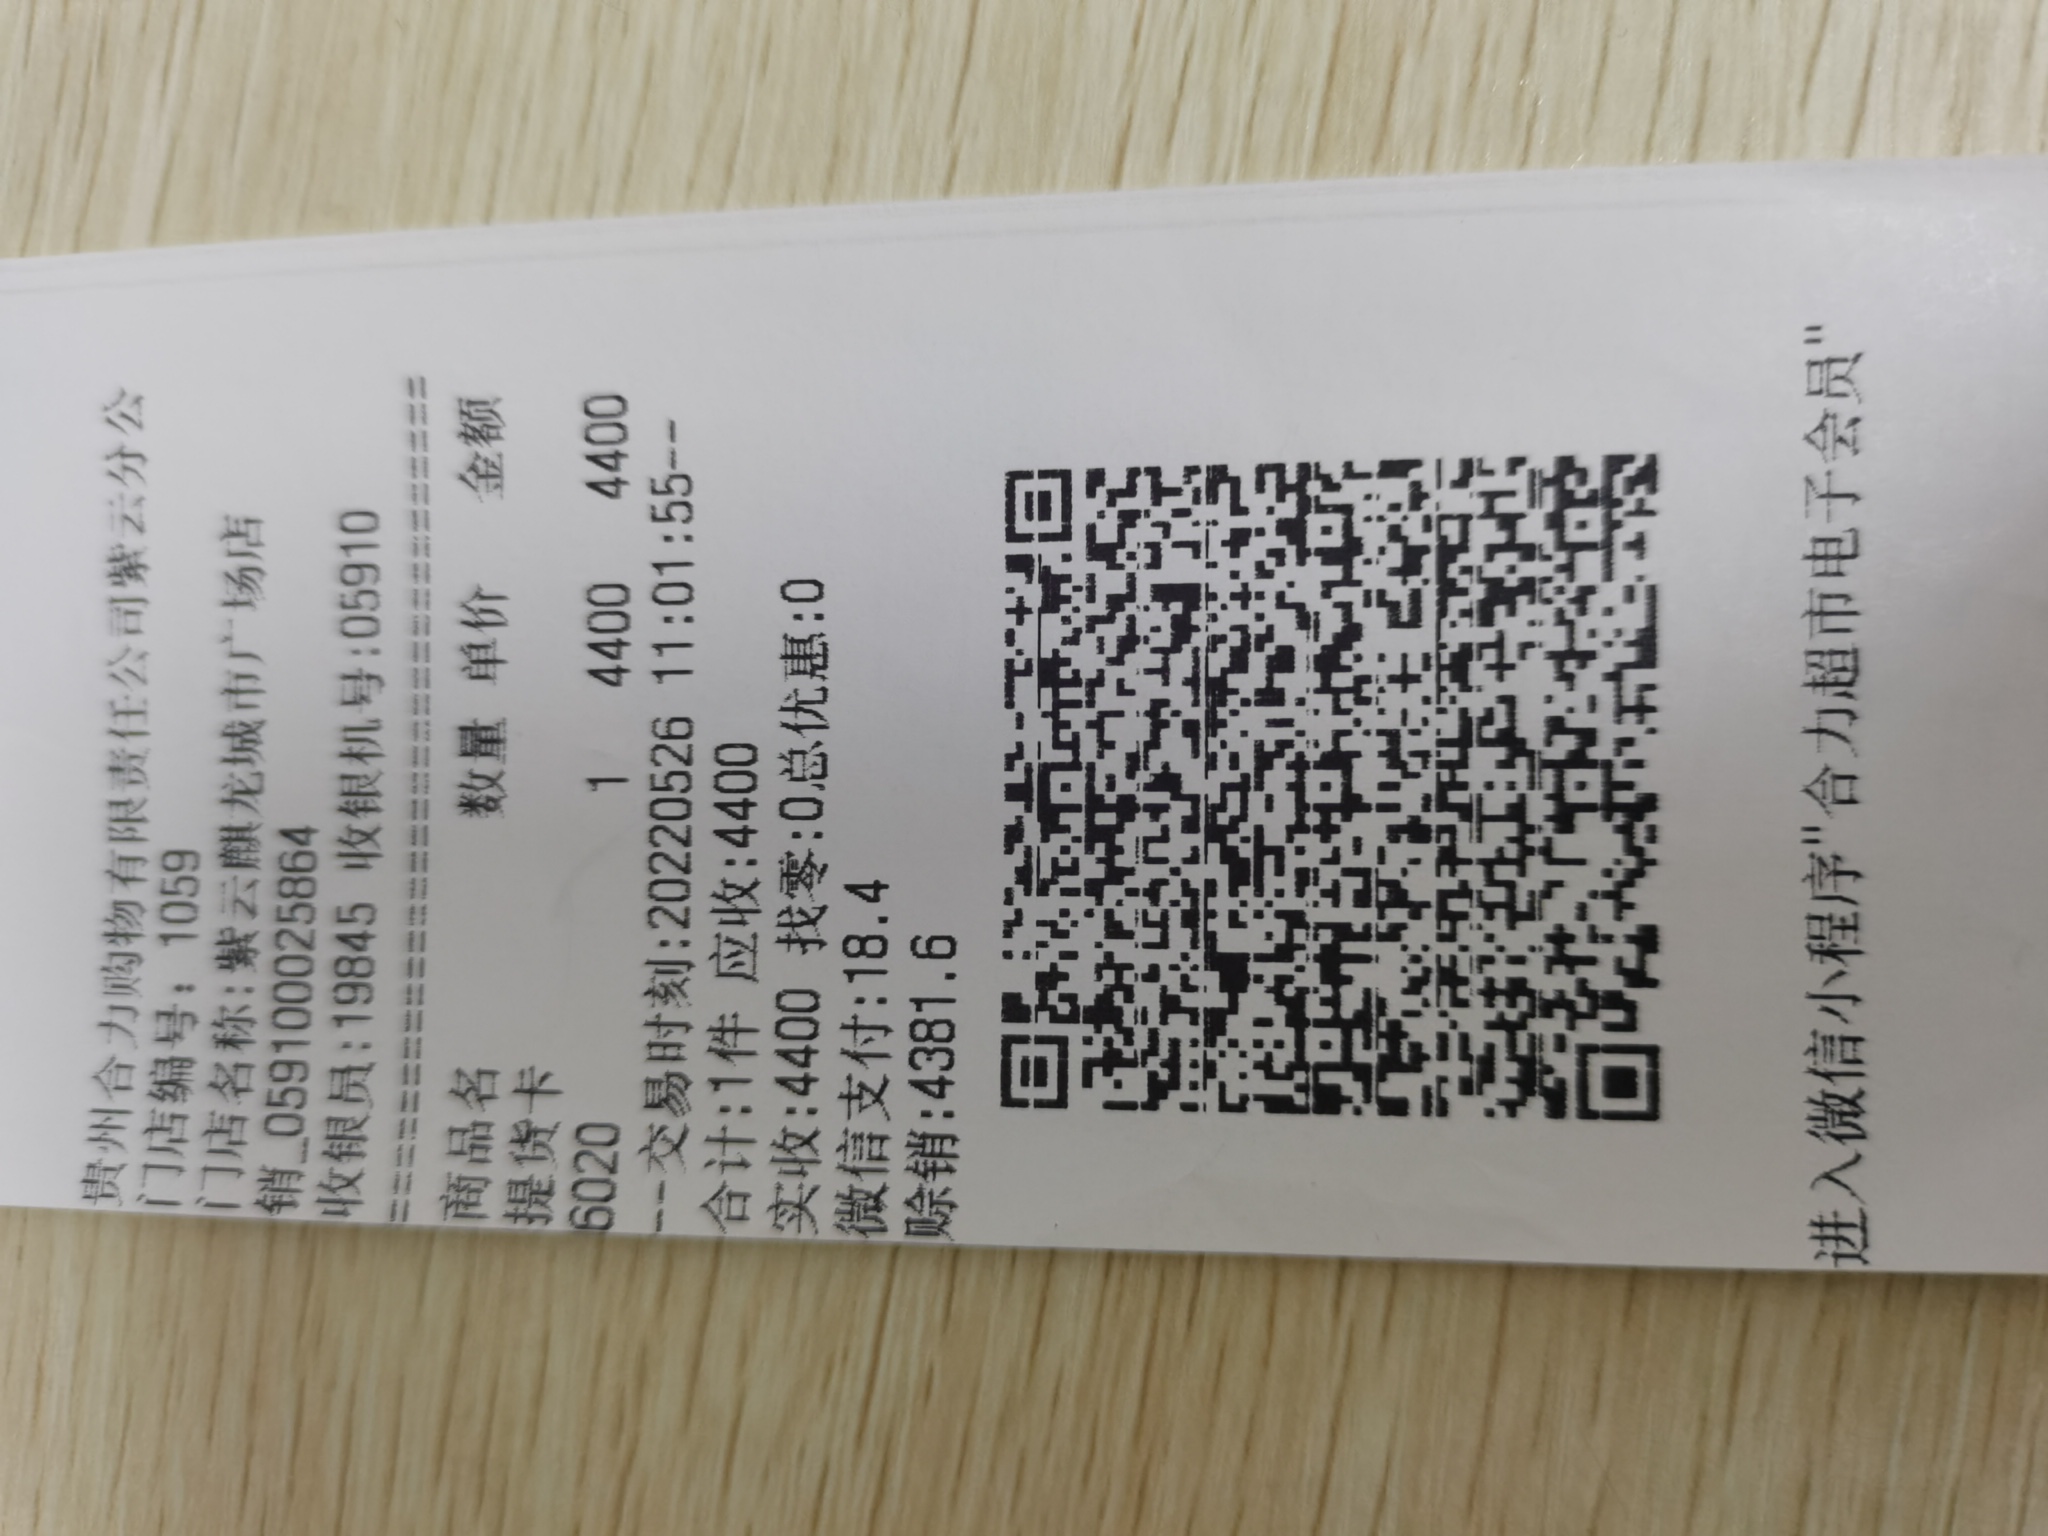 贵州合力购物有限责任公司紫云分公
门店编号: 1059
门店名称:紫云麒龙城市广场店
销_0591000025864
收银员:19845 收银机号:05910
================================
商品名 数量 单价 金额
提货卡
6020 1 4400 4400
--交易时刻:20220526 11:01:55--
合计:1件 应收:4400
实收:4400 找零:0总优惠:0
微信支付:18.4
赊销:4381.6
进入微信小程序"合力超市电子会员"